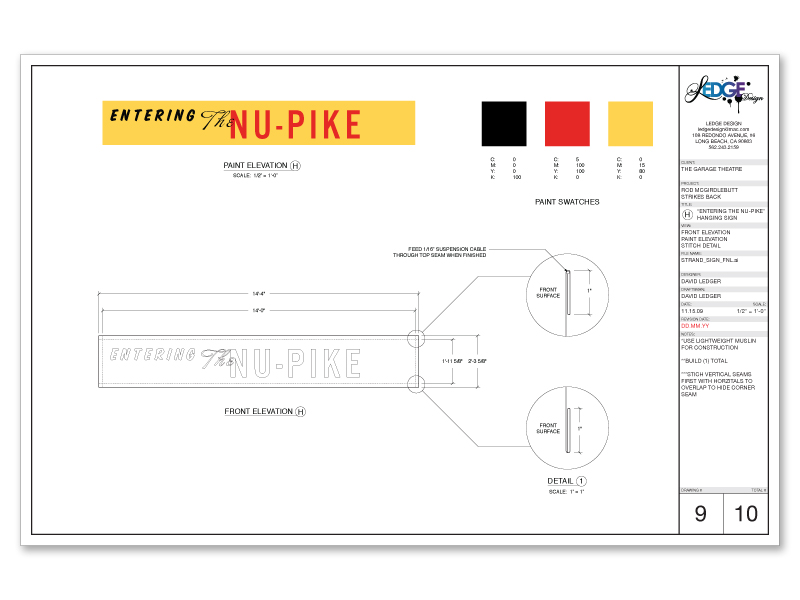 ENTERING The NU-PIKE
PAINT ELEVATION H
SCALE: 1/2" = 1'-0"
C: 0
M: 0
Y: 0
K: 100
C: 5
M: 100
Y: 100
K: 0
C: 0
M: 15
Y: 80
K: 0
PAINT SWATCHES
FEED 1/16" SUSPENSION CABLE
THROUGH TOP SEAM WHEN FINISHED
FRONT
SURFACE
1"
14'-4"
14'-2"
ENTERING The NU-PIKE
1'-11 5/8"
2'-3 5/8"
FRONT ELEVATION H
FRONT
SURFACE
1"
DETAIL 1
SCALE: 1" = 1"
LEDGE
Design
LEDGE DESIGN
ledgedesign@mac.com
108 REDONDO AVENUE, #6
LONG BEACH, CA 90803
562.243.2159
CLIENT:
THE GARAGE THEATRE
PROJECT:
ROD MCGIRDLEBUTT
STRIKES BACK
TITLE:
H "ENTERING THE NU-PIKE"
HANGING SIGN
VIEW:
FRONT ELEVATION
PAINT ELEVATION
STITCH DETAIL
FILE NAME:
STRAND_SIGN_FNL.ai
DESIGNER:
DAVID LEDGER
DRAFTSMAN:
DAVID LEDGER
DATE: SCALE:
11.15.09 1/2" = 1'-0"
REVISION DATE:
DD.MM.YY
NOTES:
*USE LIGHTWEIGHT MUSLIN
FOR CONSTRUCTION
**BUILD (1) TOTAL
***STICH VERTICAL SEAMS
FIRST WITH HORZITALS TO
OVERLAP TO HIDE CORNER
SEAM
DRAWING # TOTAL #
9 10